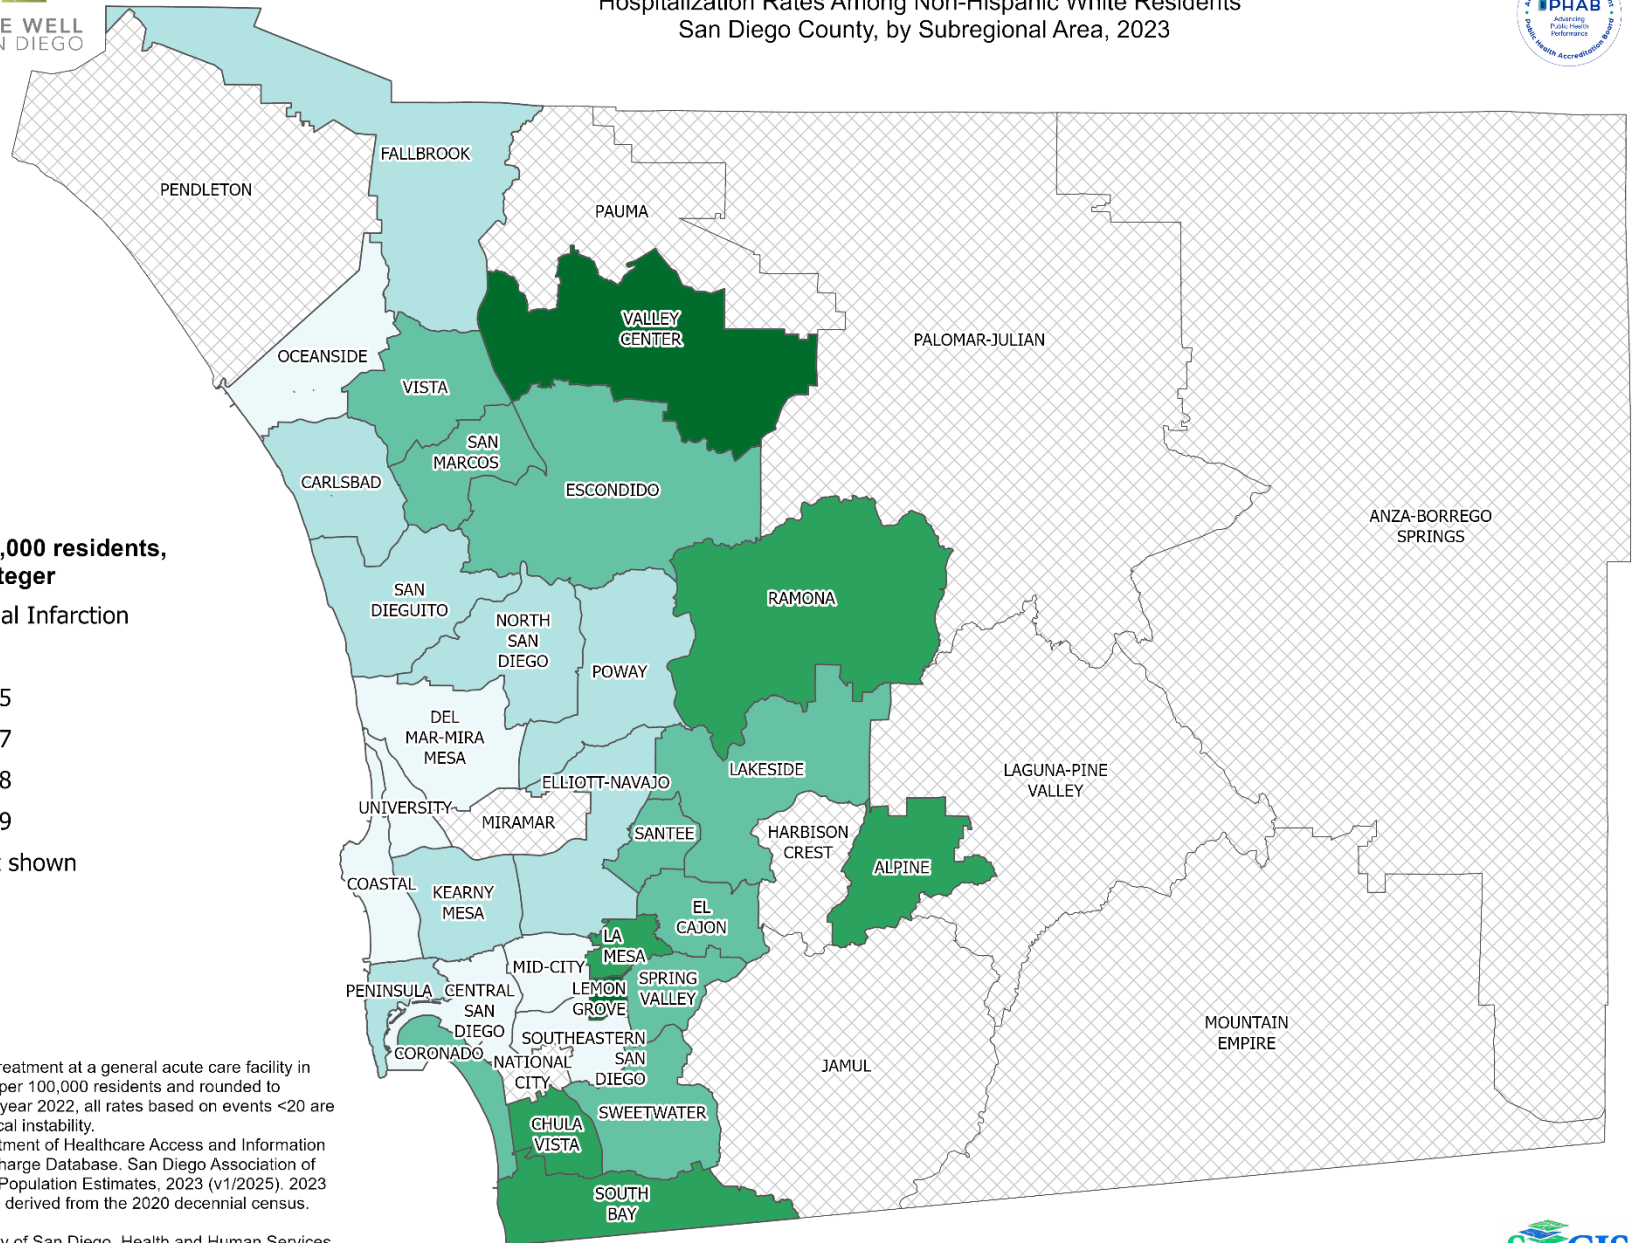 E WELL
N DIEGO
Hospitalization Rates Among Non-Hispanic White Residents
San Diego County, by Subregional Area, 2023
PHAB
Advancing
Public Health
Performance
Public Health Accreditation Board
FALLBROOK
PENDLETON
PAUMA
VALLEY
CENTER
PALOMAR-JULIAN
OCEANSIDE
VISTA
SAN
MARCOS
CARLSBAD
ESCONDIDO
ANZA-BORREGO
SPRINGS
,000 residents,
teger
al Infarction
5
7
8
9
t shown
SAN
DIEGUITO
NORTH
SAN
DIEGO
POWAY
RAMONA
DEL
MAR-MIRA
MESA
ELLIOTT-NAVAJO
LAKESIDE
LAGUNA-PINE
VALLEY
UNIVERSITY
MIRAMAR
SANTEE
HARBISON
CREST
ALPINE
COASTAL
KEARNY
MESA
EL
CAJON
LA
MESA
MID-CITY
SPRING
VALLEY
LEMON
GROVE
PENINSULA
CENTRAL
SAN
DIEGO
SOUTHEASTERN
SAN
DIEGO
CORONADO
NATIONAL
CITY
JAMUL
MOUNTAIN
EMPIRE
SWEETWATER
CHULA
VISTA
SOUTH
BAY
reatment at a general acute care facility in
per 100,000 residents and rounded to
year 2022, all rates based on events <20 are
cal instability.
tment of Healthcare Access and Information
harge Database. San Diego Association of
Population Estimates, 2023 (v1/2025). 2023
derived from the 2020 decennial census.
y of San Diego, Health and Human Services